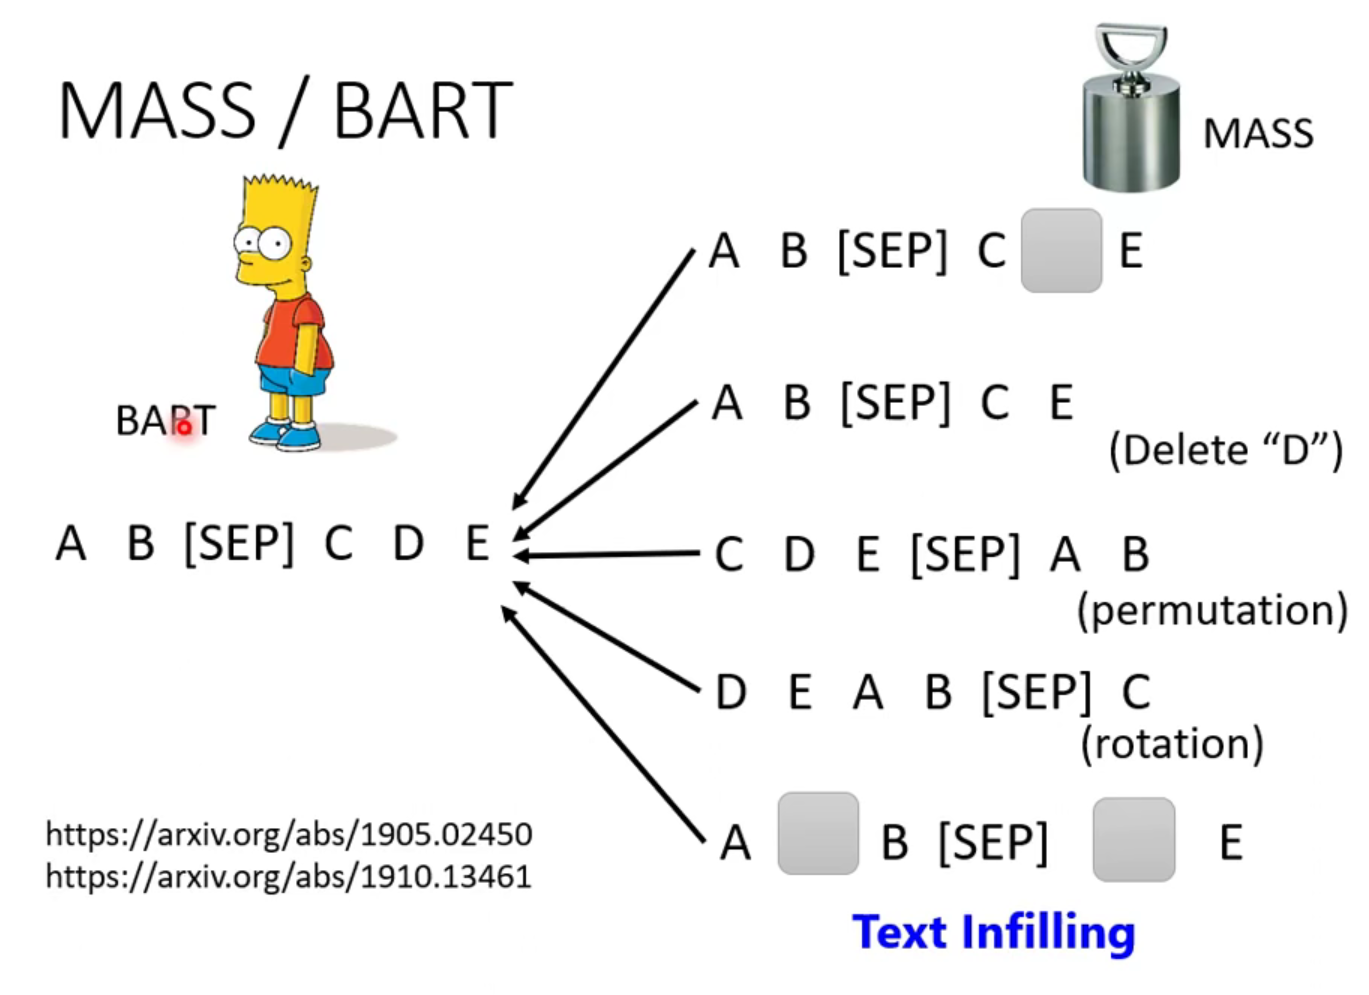 MASS / BART
MASS
A B [SEP] C E
A B [SEP] C E
(Delete “D”)
BART
A B [SEP] C D E
C D E [SEP] A B
(permutation)
D E A B [SEP] C
(rotation)
A B [SEP] E
Text Infilling
https://arxiv.org/abs/1905.02450
https://arxiv.org/abs/1910.13461